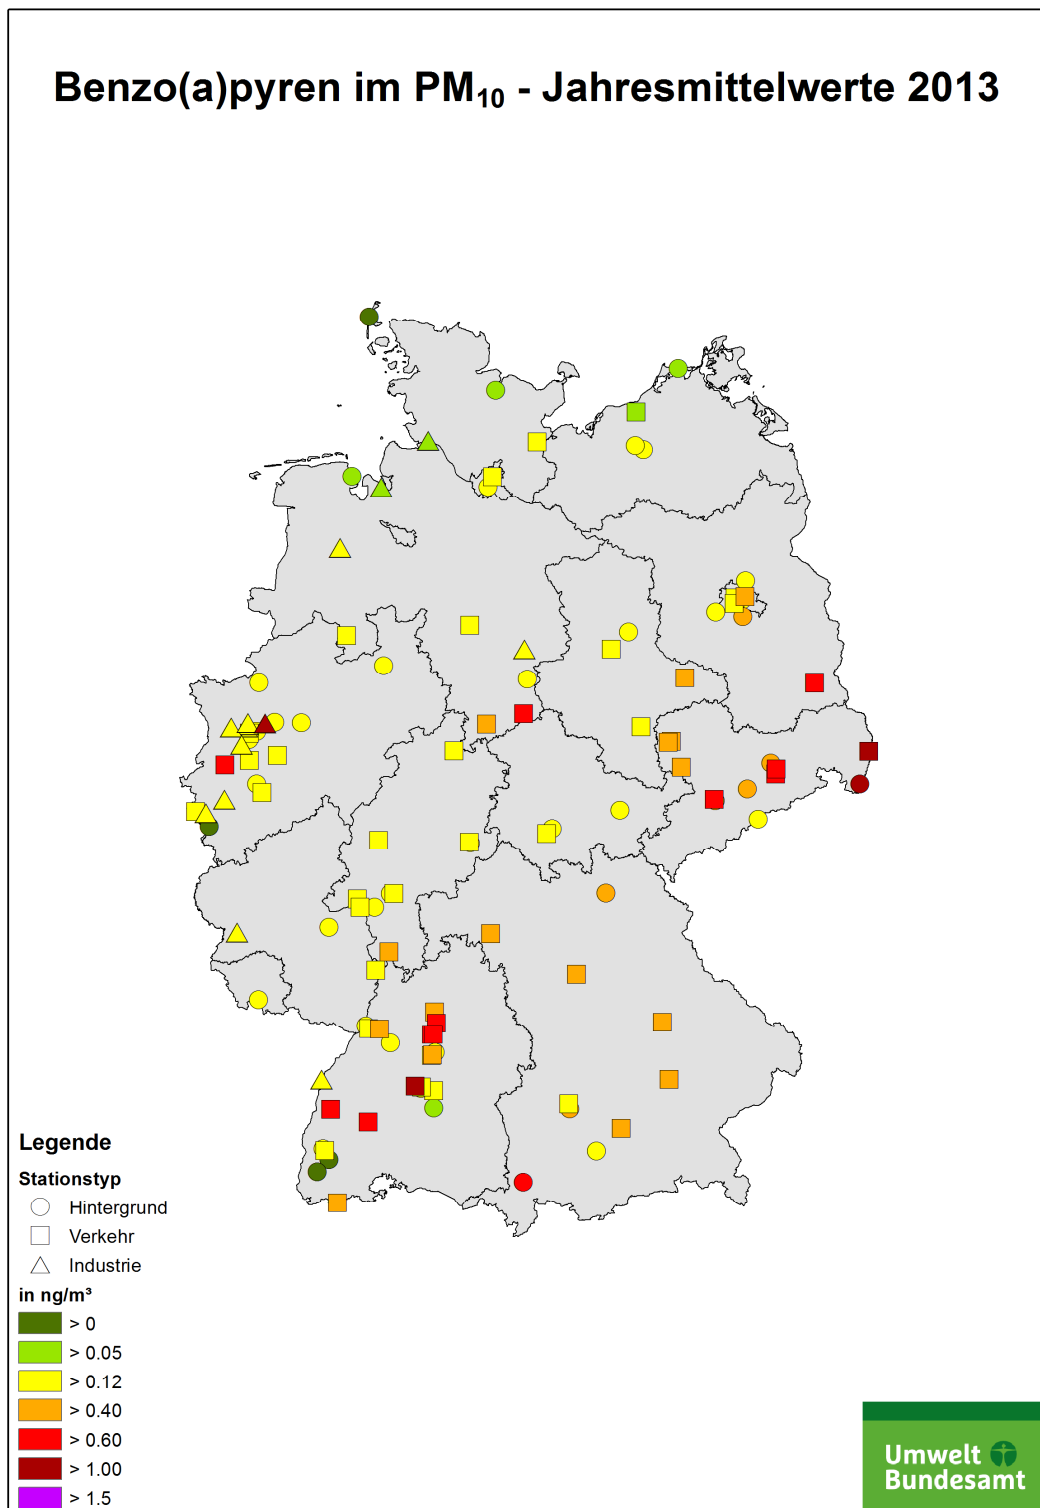 Benzo(a)pyren im PM₁₀ - Jahresmittelwerte 2013
Legende
Stationstyp
Hintergrund
Verkehr
Industrie
in ng/m³
> 0
> 0.05
> 0.12
> 0.40
> 0.60
> 1.00
> 1.5
Umwelt
Bundesamt